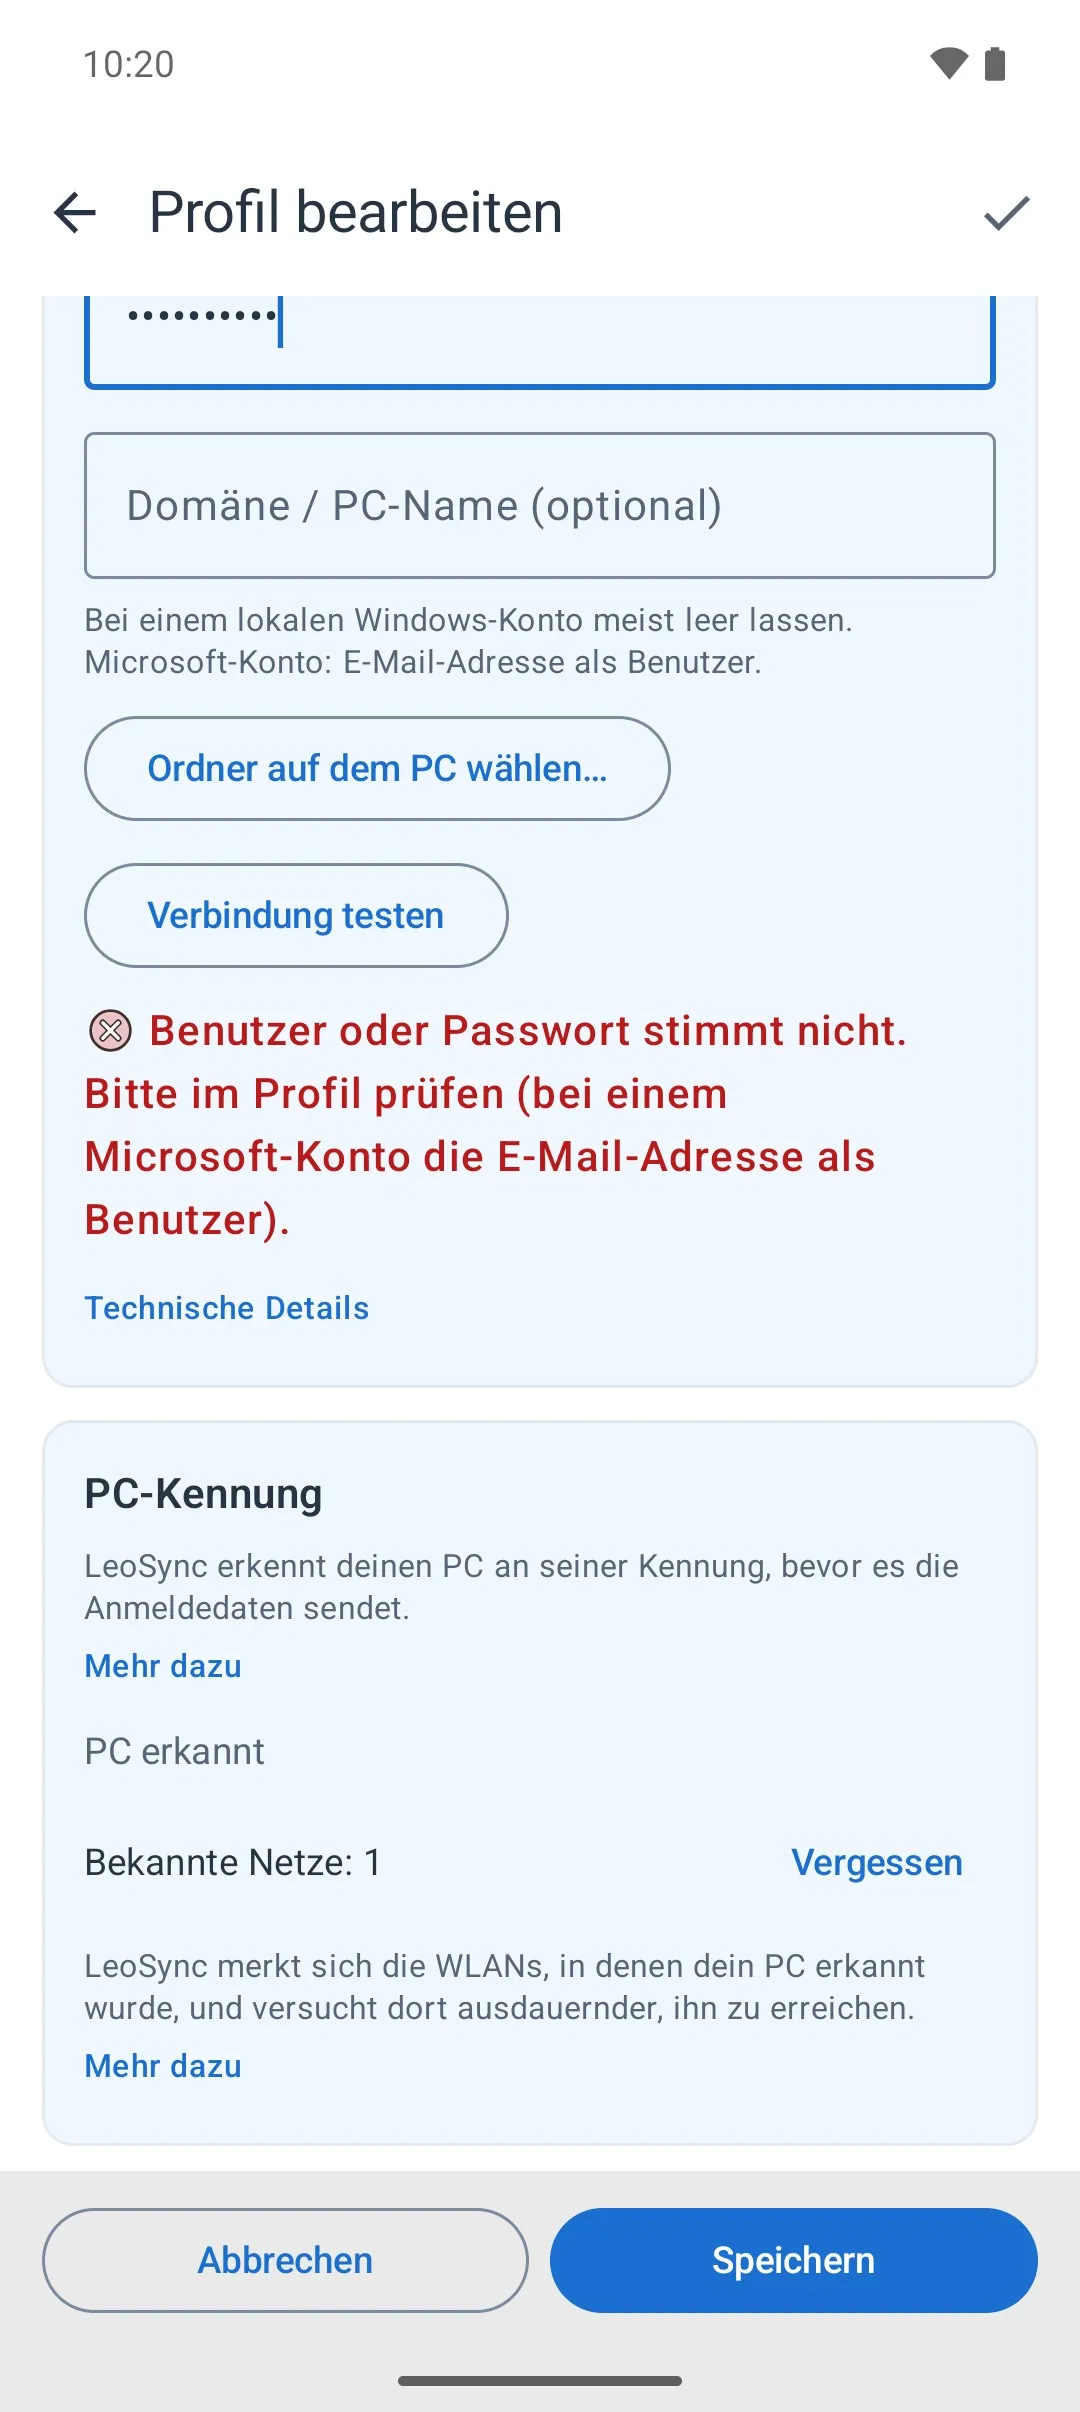 10:20
Profil bearbeiten
••••••••••
Domäne / PC-Name (optional)
Bei einem lokalen Windows-Konto meist leer lassen.
Microsoft-Konto: E-Mail-Adresse als Benutzer.
Ordner auf dem PC wählen…
Verbindung testen
Benutzer oder Passwort stimmt nicht.
Bitte im Profil prüfen (bei einem
Microsoft-Konto die E-Mail-Adresse als
Benutzer).
Technische Details
PC-Kennung
LeoSync erkennt deinen PC an seiner Kennung, bevor es die
Anmeldedaten sendet.
Mehr dazu
PC erkannt
Bekannte Netze: 1
Vergessen
LeoSync merkt sich die WLANs, in denen dein PC erkannt
wurde, und versucht dort ausdauernder, ihn zu erreichen.
Mehr dazu
Abbrechen
Speichern